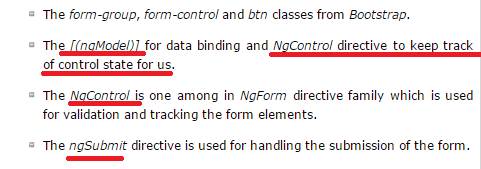 The form-group, form-control and btn classes from Bootstrap.
The [(ngModel)] for data binding and NgControl directive to keep track
of control state for us.
The NgControl is one among in NgForm directive family which is used
for validation and tracking the form elements.
The ngSubmit directive is used for handling the submission of the form.